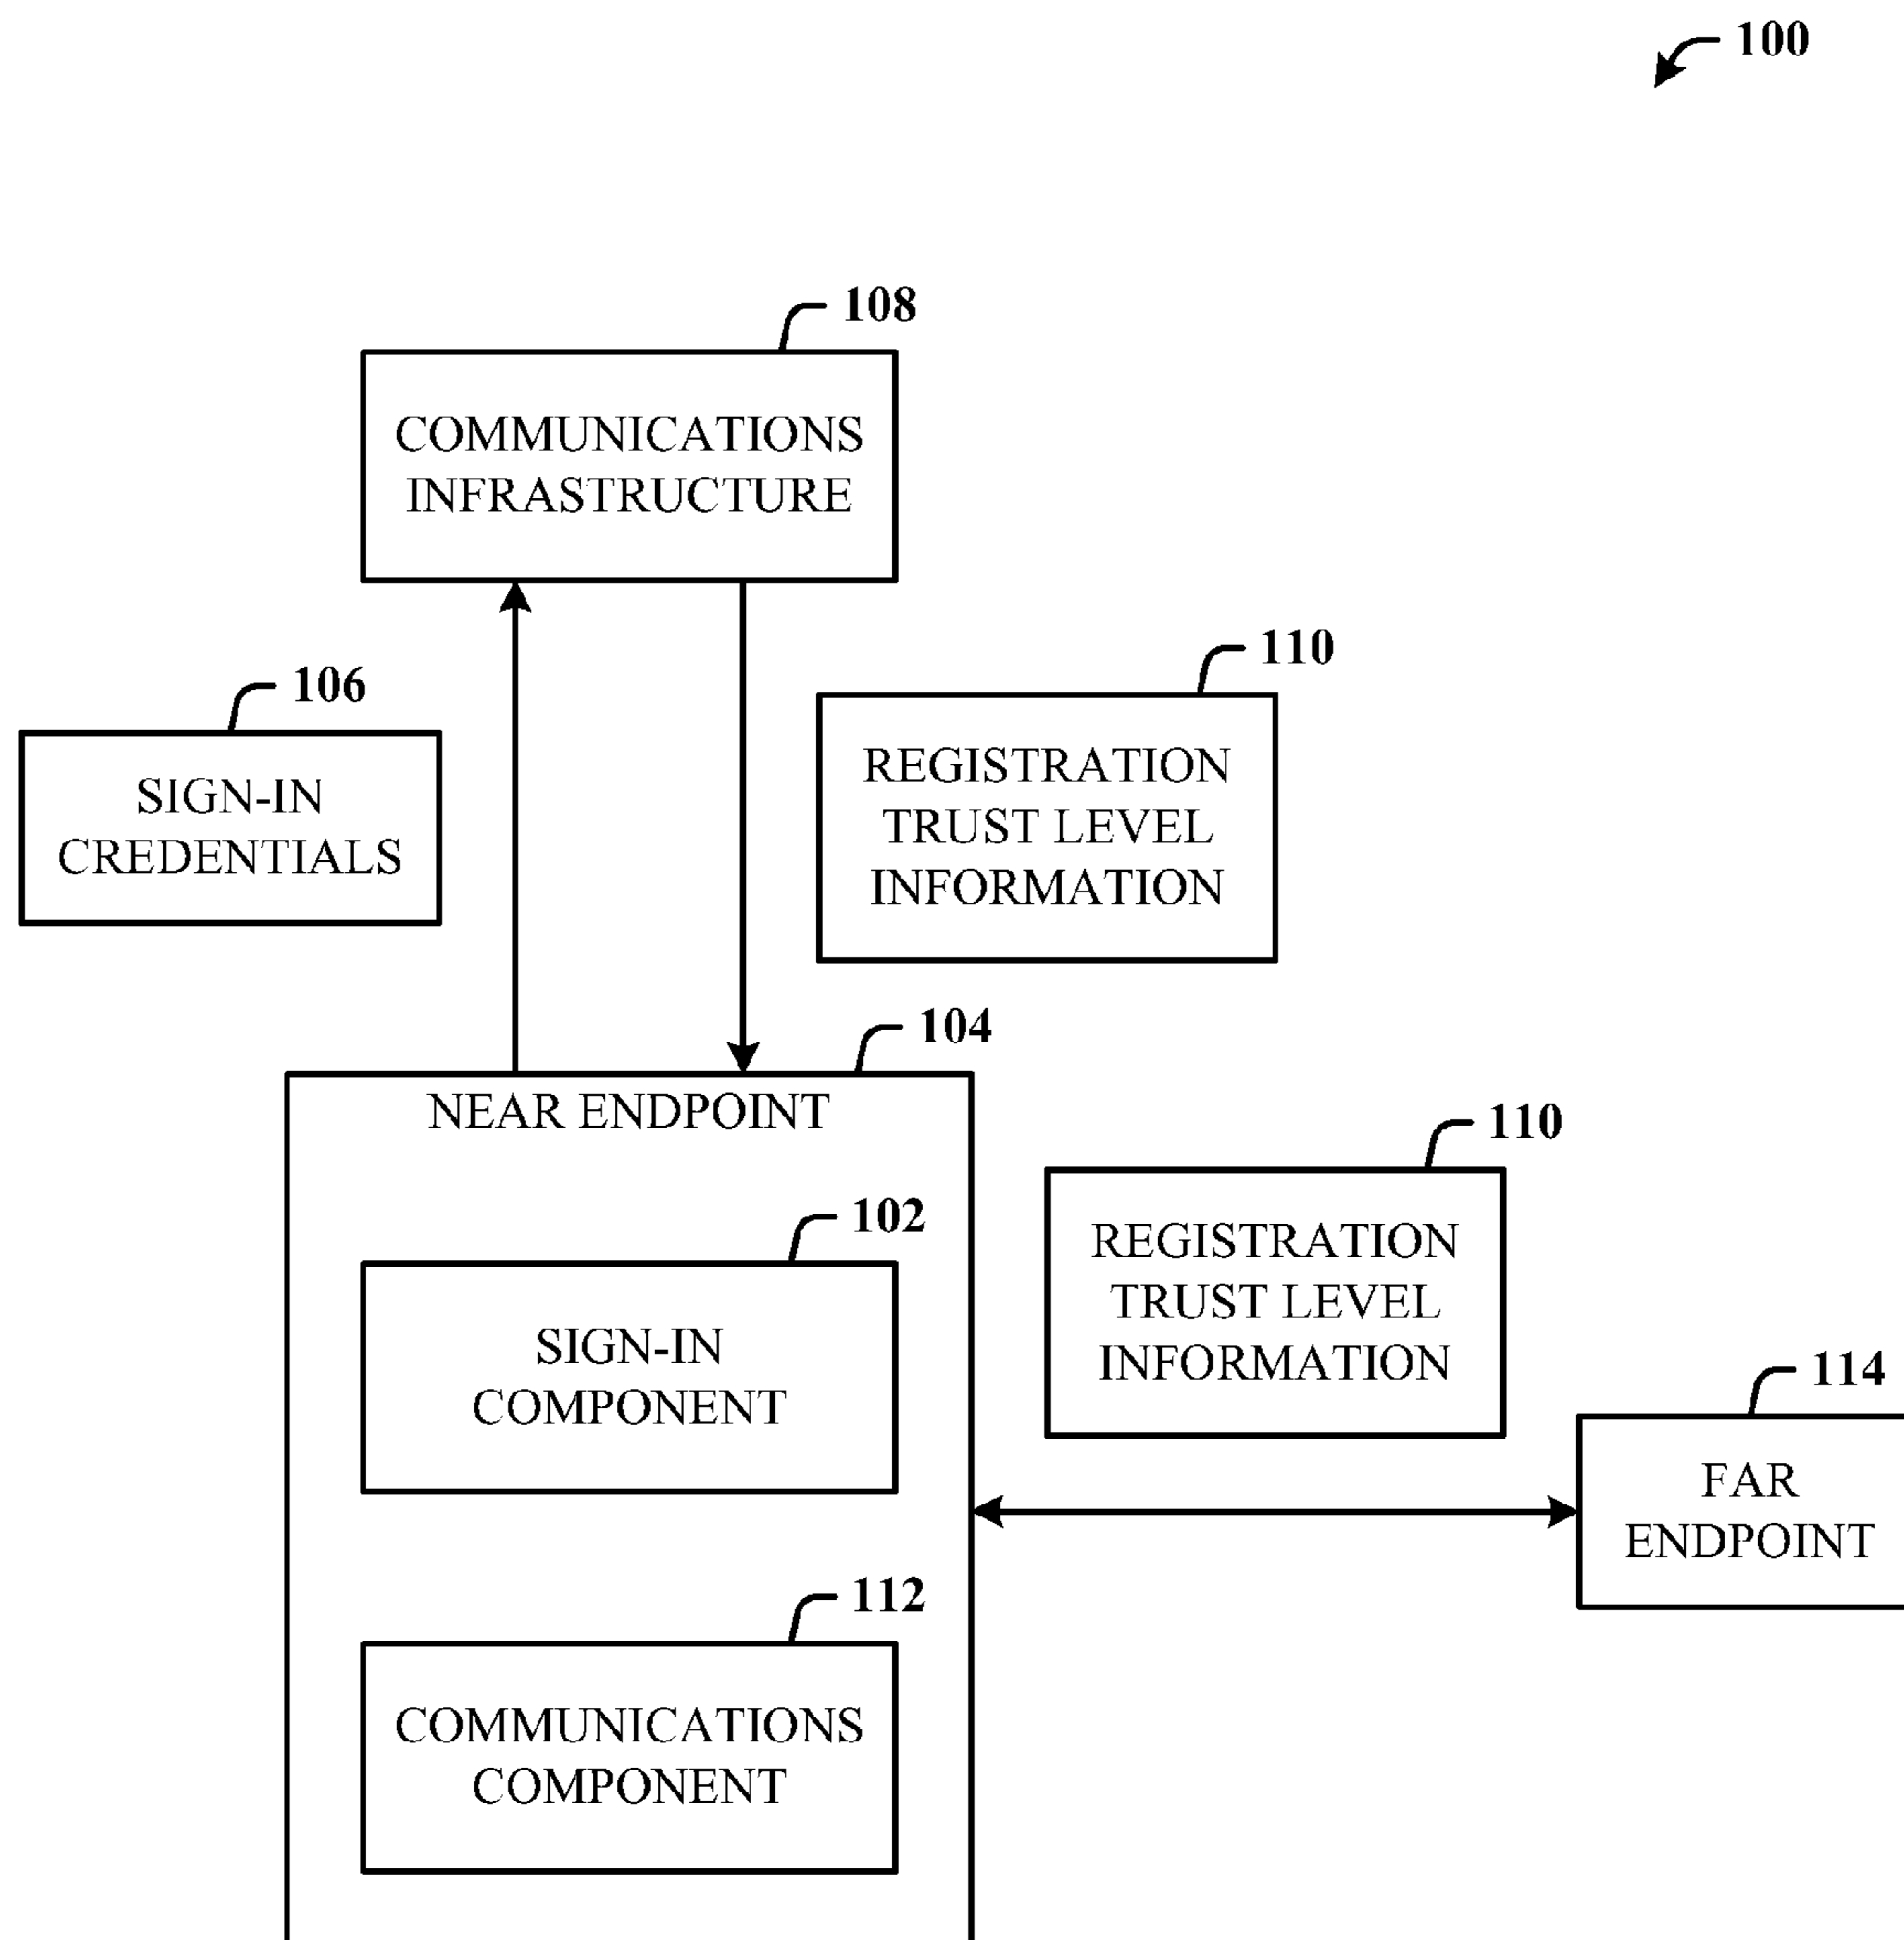 100
108
COMMUNICATIONS
INFRASTRUCTURE
106
SIGN-IN
CREDENTIALS
110
REGISTRATION
TRUST LEVEL
INFORMATION
104
NEAR ENDPOINT
102
SIGN-IN
COMPONENT
110
REGISTRATION
TRUST LEVEL
INFORMATION
114
FAR
ENDPOINT
112
COMMUNICATIONS
COMPONENT